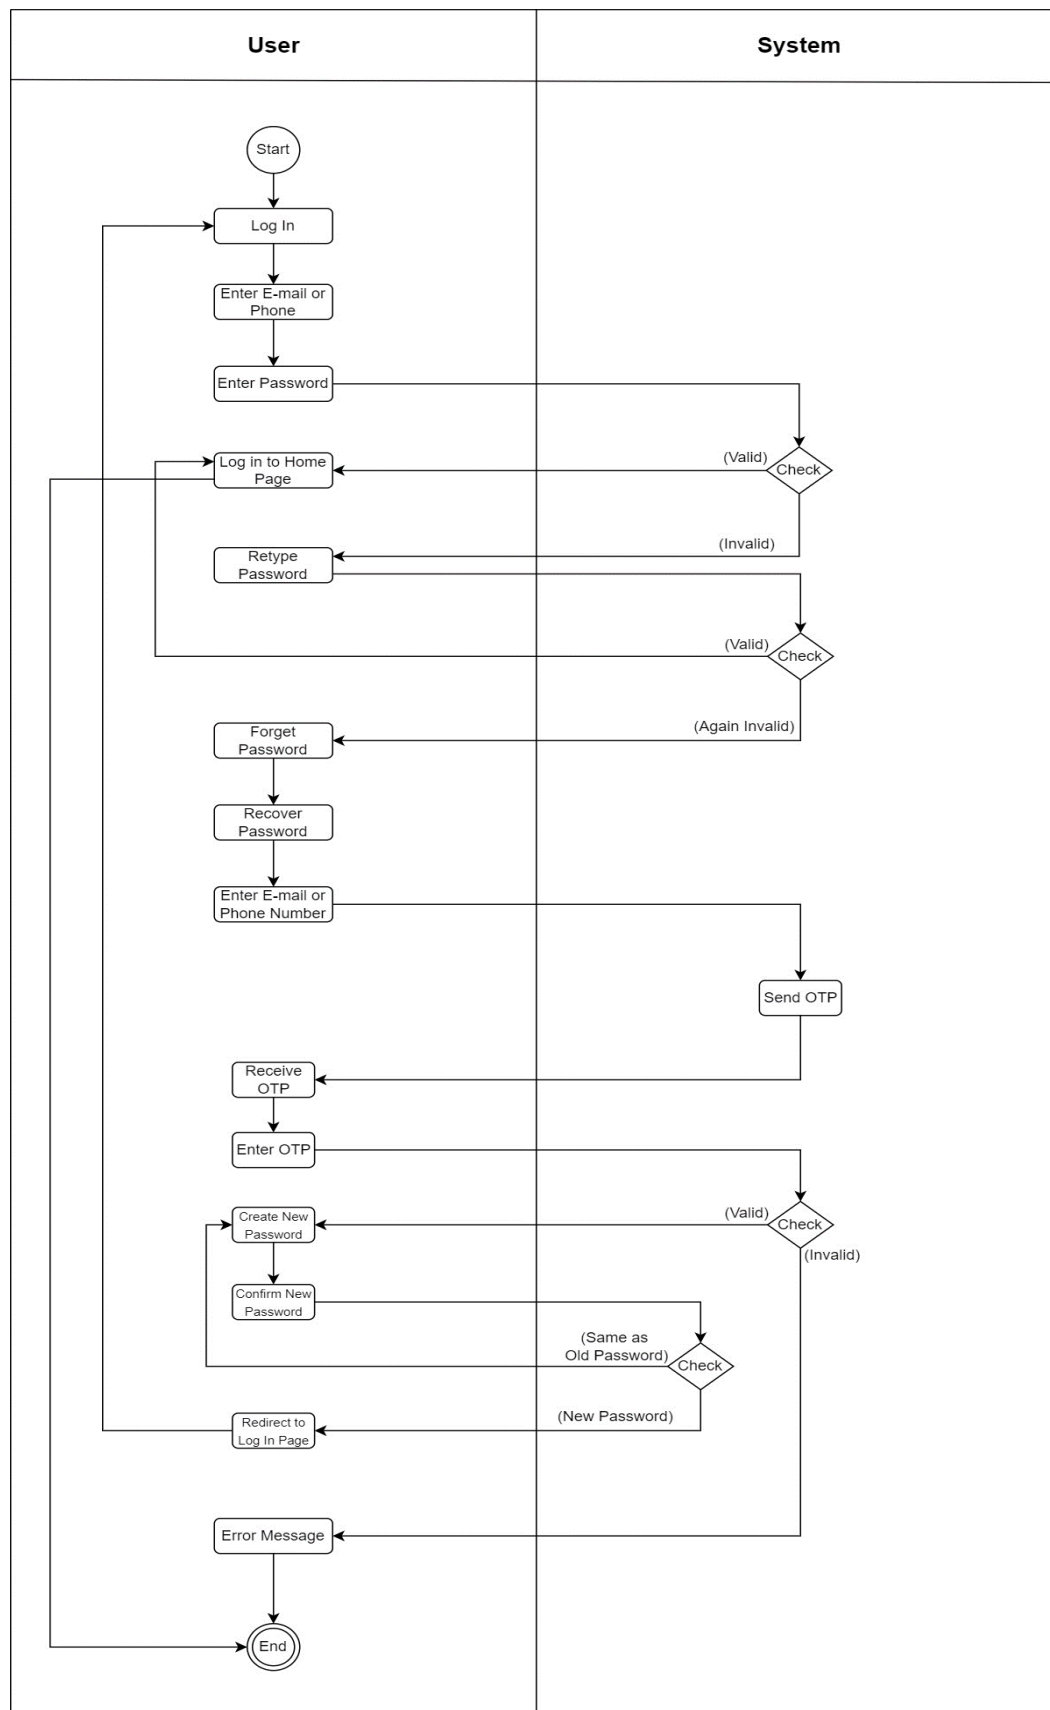 User
System
Start
Log In
Enter E-mail or
Phone
Enter Password
(Valid)
Check
Log in to Home
Page
(Invalid)
Retype
Password
(Valid)
Check
(Again Invalid)
Forget
Password
Recover
Password
Enter E-mail or
Phone Number
Send OTP
Receive
OTP
Enter OTP
(Valid)
Check
Create New
Password
(Invalid)
Confirm New
Password
(Same as
Old Password)
Check
(New Password)
Redirect to
Log In Page
Error Message
End